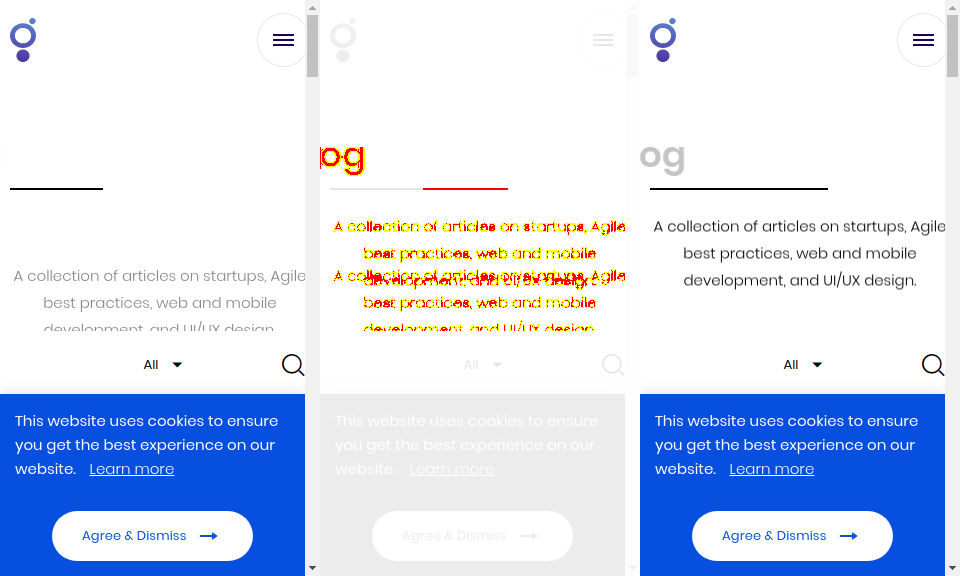 A collection of articles on startups, Agile
best practices, web and mobile
development, and UI/UX design.
All
This website uses cookies to ensure
you get the best experience on our
website. Learn more
Agree & Dismiss
og
A collection of articles on startups, Agile
best practices, web and mobile
A collection of articles on startups, Agile
development, and UI/UX design.
best practices, web and mobile
development, and UI/UX design.
All
This website uses cookies to ensure
you get the best experience on our
website. Learn more
Agree & Dismiss
og
A collection of articles on startups, Agile
best practices, web and mobile
development, and UI/UX design.
All
This website uses cookies to ensure
you get the best experience on our
website. Learn more
Agree & Dismiss